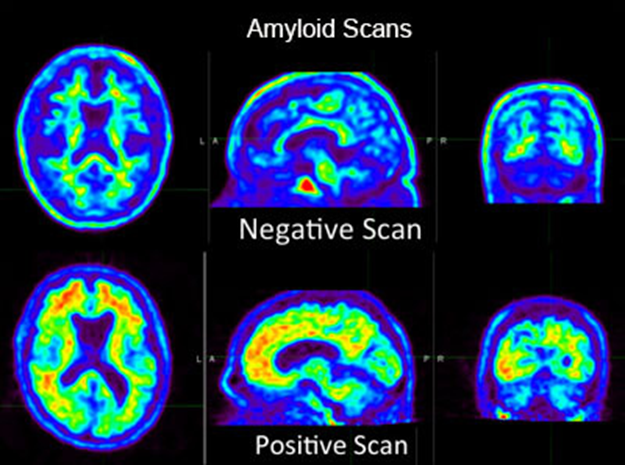 Amyloid Scans
L A
P R
Negative Scan
L A
P R
Positive Scan